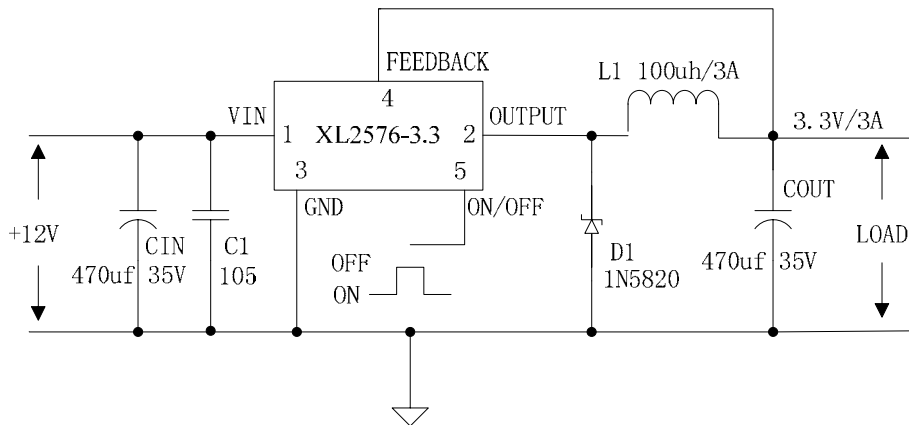 FEEDBACK
L1 100uh/3A
4
VIN
OUTPUT
3.3V/3A
1
XL2576-3.3
2
3
5
GND
ON/OFF
COUT
+12V
CIN
C1
D1
LOAD
470uf 35V
105
OFF
ON
1N5820
470uf 35V